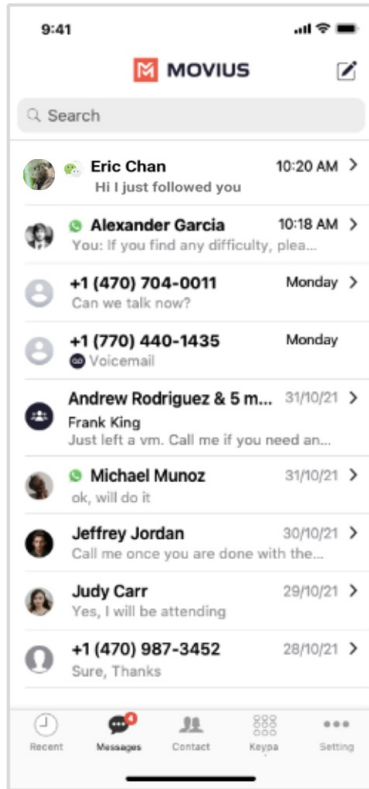 9:41
MOVIUS
Search
Eric Chan 10:20 AM
Hi I just followed you
Alexander Garcia 10:18 AM
You: If you find any difficulty, plea...
+1 (470) 704-0011 Monday
Can we talk now?
+1 (770) 440-1435 Monday
Voicemail
Andrew Rodriguez & 5 m... 31/10/21
Frank King
Just left a vm. Call me if you need an...
Michael Munoz 31/10/21
ok, will do it
Jeffrey Jordan 30/10/21
Call me once you are done with the...
Judy Carr 29/10/21
Yes, I will be attending
+1 (470) 987-3452 28/10/21
Sure, Thanks
4
Recent Messages Contact Keypa Setting